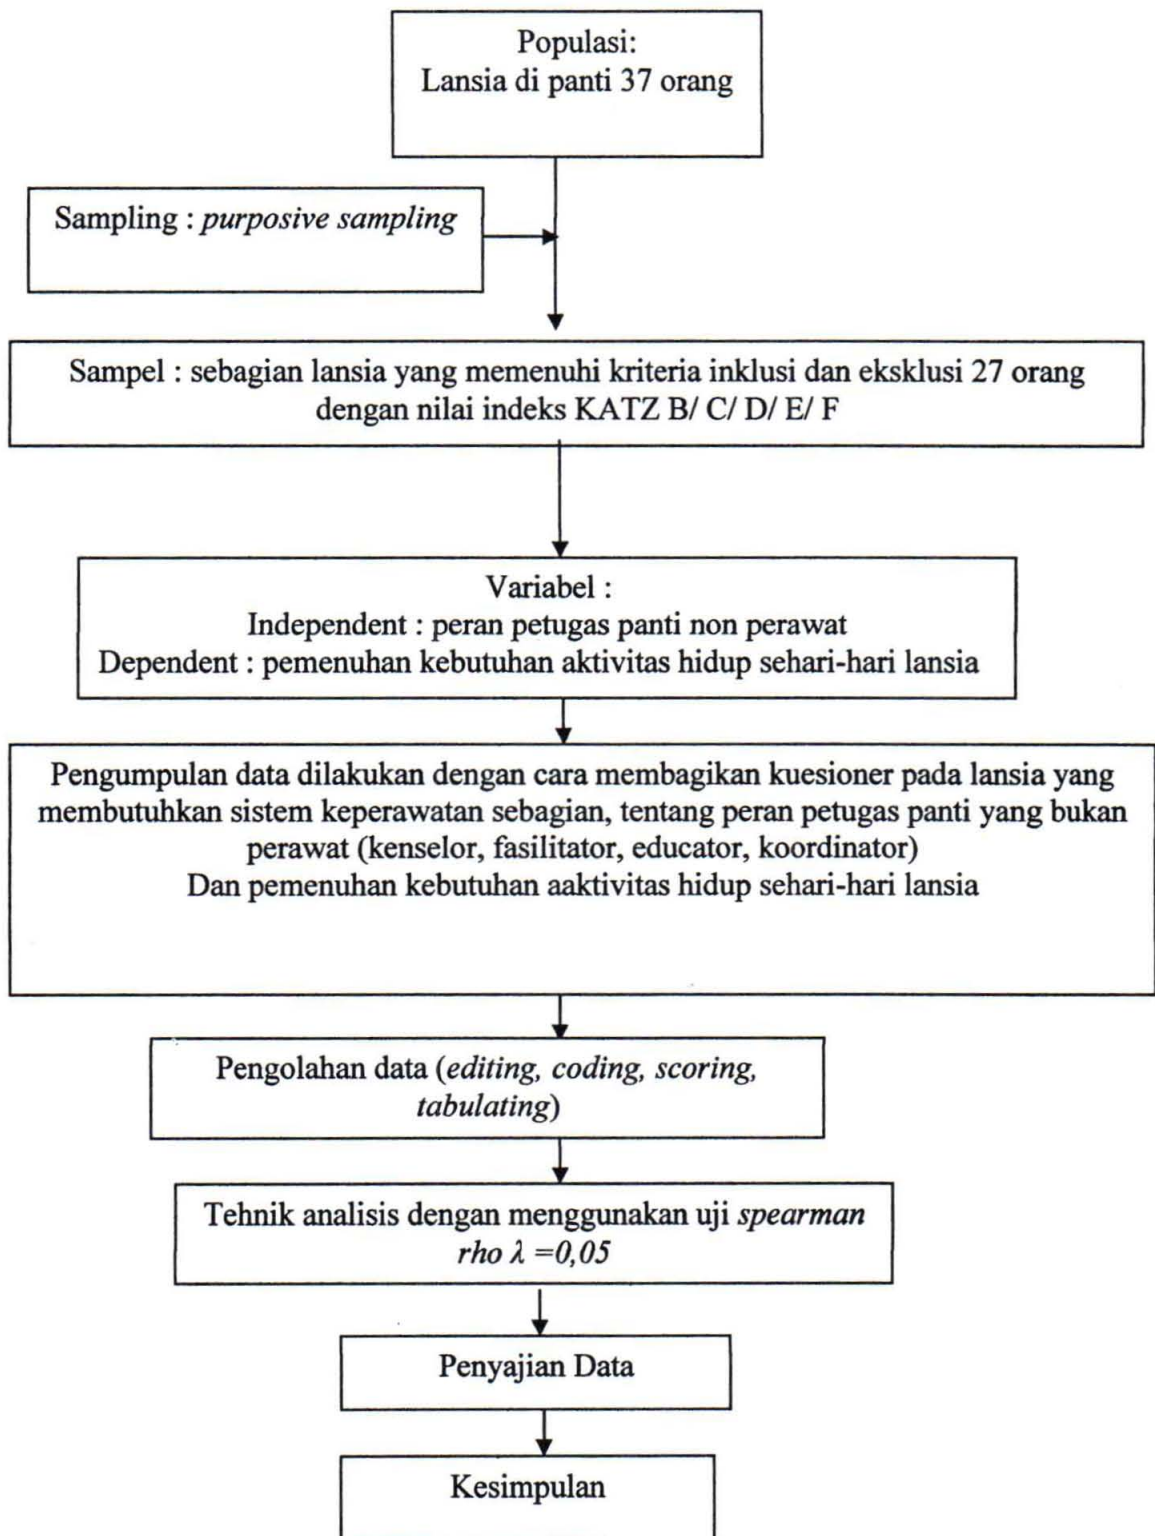 Populasi:
Lansia di panti 37 orang
Sampling : purposive sampling
Sampel : sebagian lansia yang memenuhi kriteria inklusi dan eksklusi 27 orang
dengan nilai indeks KATZ B/ C/ D/ E/ F
Variabel :
Independent : peran petugas panti non perawat
Dependent : pemenuhan kebutuhan aktivitas hidup sehari-hari lansia
Pengumpulan data dilakukan dengan cara membagikan kuesioner pada lansia yang
membutuhkan sistem keperawatan sebagian, tentang peran petugas panti yang bukan
perawat (kenselor, fasilitator, educator, koordinator)
Dan pemenuhan kebutuhan aaktivitas hidup sehari-hari lansia
Pengolahan data (editing, coding, scoring,
tabulating)
Tehnik analisis dengan menggunakan uji spearman
rho λ =0,05
Penyajian Data
Kesimpulan